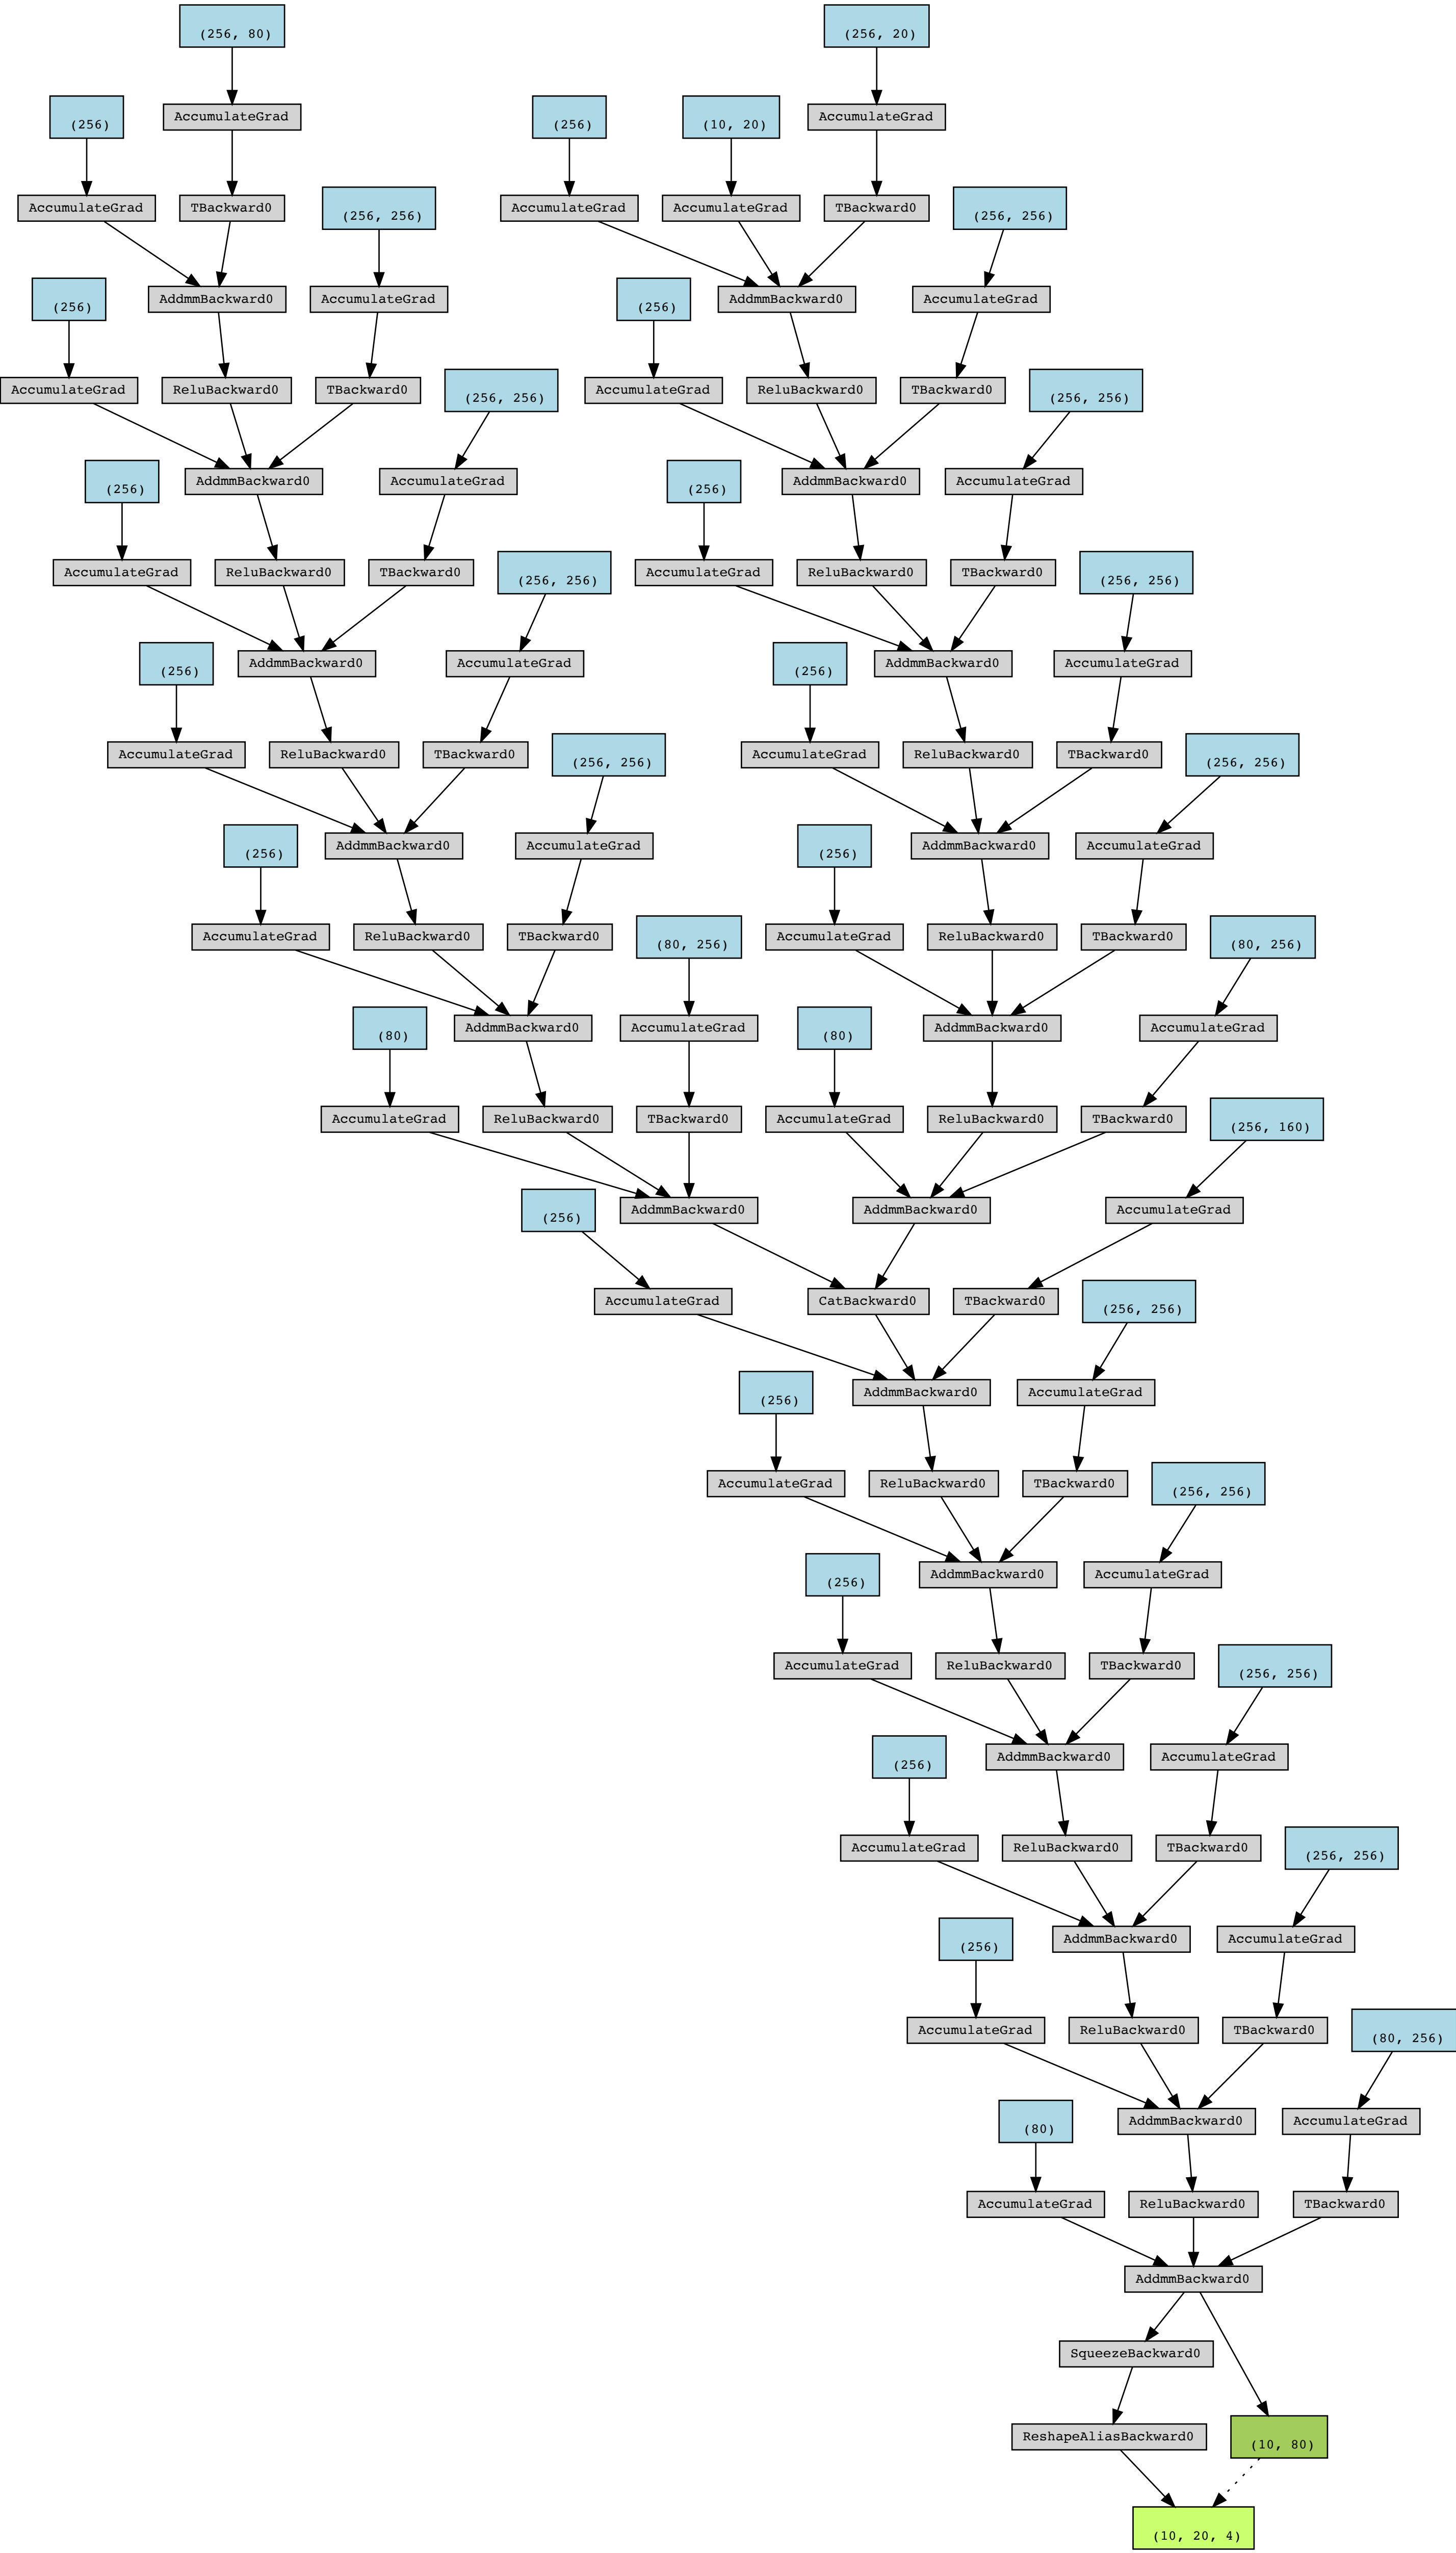 (256, 80) (256, 20)
(256) AccumulateGrad (256) (10, 20) AccumulateGrad
AccumulateGrad TBackward0 (256, 256) AccumulateGrad AccumulateGrad TBackward0 (256, 256)
(256) AddmmBackward0 AccumulateGrad (256) AddmmBackward0 AccumulateGrad
AccumulateGrad ReluBackward0 TBackward0 (256, 256) AccumulateGrad ReluBackward0 TBackward0 (256, 256)
(256) AddmmBackward0 AccumulateGrad (256) AddmmBackward0 AccumulateGrad
AccumulateGrad ReluBackward0 TBackward0 (256, 256) AccumulateGrad ReluBackward0 TBackward0 (256, 256)
(256) AddmmBackward0 AccumulateGrad (256) AddmmBackward0 AccumulateGrad
AccumulateGrad ReluBackward0 TBackward0 (256, 256) AccumulateGrad ReluBackward0 TBackward0 (256, 256)
(256) AddmmBackward0 AccumulateGrad (256) AddmmBackward0 AccumulateGrad
AccumulateGrad ReluBackward0 TBackward0 (80, 256) AccumulateGrad ReluBackward0 TBackward0 (80, 256)
(80) AddmmBackward0 AccumulateGrad (80) AddmmBackward0 AccumulateGrad
AccumulateGrad ReluBackward0 TBackward0 AccumulateGrad ReluBackward0 TBackward0 (256, 160)
(256) AddmmBackward0 AddmmBackward0 AccumulateGrad
AccumulateGrad CatBackward0 TBackward0 (256, 256)
(256) AddmmBackward0 AccumulateGrad
AccumulateGrad ReluBackward0 TBackward0 (256, 256)
(256) AddmmBackward0 AccumulateGrad
AccumulateGrad ReluBackward0 TBackward0 (256, 256)
(256) AddmmBackward0 AccumulateGrad
AccumulateGrad ReluBackward0 TBackward0 (256, 256)
(256) AddmmBackward0 AccumulateGrad
AccumulateGrad ReluBackward0 TBackward0 (80, 256)
(80) AddmmBackward0 AccumulateGrad
AccumulateGrad ReluBackward0 TBackward0
AddmmBackward0
SqueezeBackward0
ReshapeAliasBackward0 (10, 80)
(10, 20, 4)